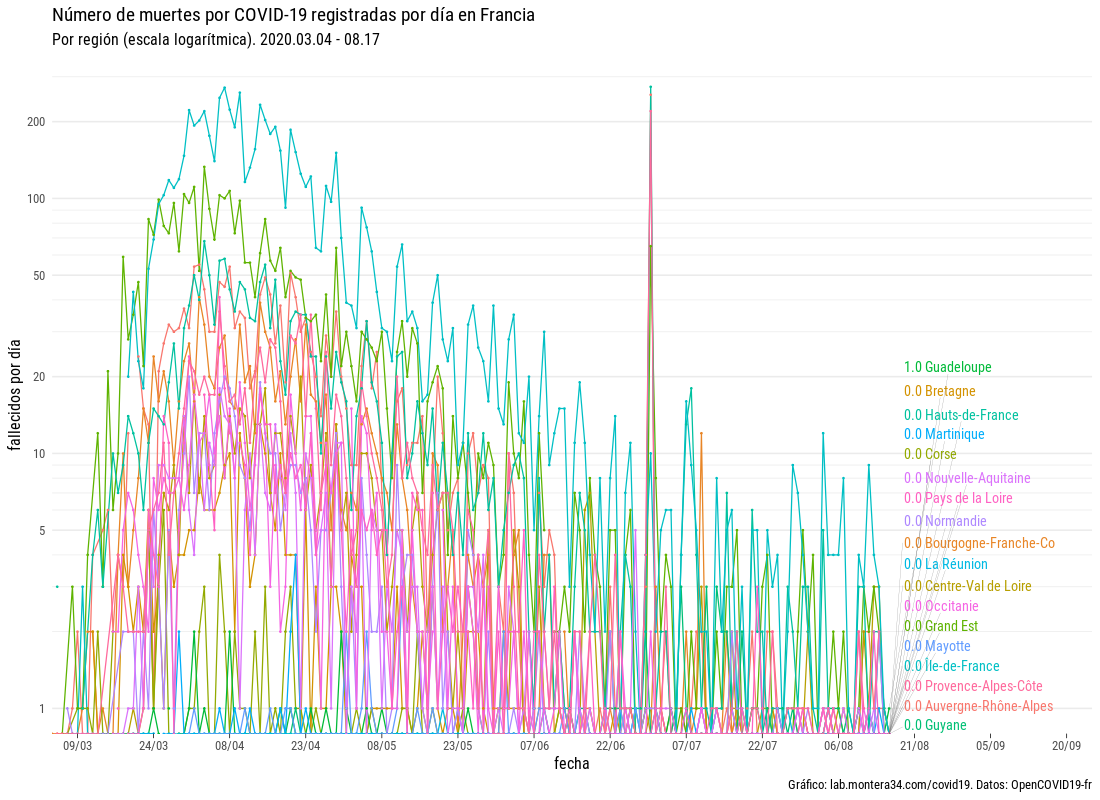 Número de muertes por COVID-19 registradas por día en Francia
Por región (escala logarítmica). 2020.03.04 - 08.17
fallecidos por día
200
100
50
20
10
5
1
1.0 Guadeloupe
0.0 Bretagne
0.0 Hauts-de-France
0.0 Martinique
0.0 Corse
0.0 Nouvelle-Aquitaine
0.0 Pays de la Loire
0.0 Normandie
0.0 Bourgogne-Franche-Co
0.0 La Réunion
0.0 Centre-Val de Loire
0.0 Occitanie
0.0 Grand Est
0.0 Mayotte
0.0 Île-de-France
0.0 Provence-Alpes-Côte
0.0 Auvergne-Rhône-Alpes
0.0 Guyane
09/03 24/03 08/04 23/04 08/05 23/05 07/06 22/06 07/07 22/07 06/08 21/08 05/09 20/09
fecha
Gráfico: lab.montera34.com/covid19. Datos: OpenCOVID19-fr